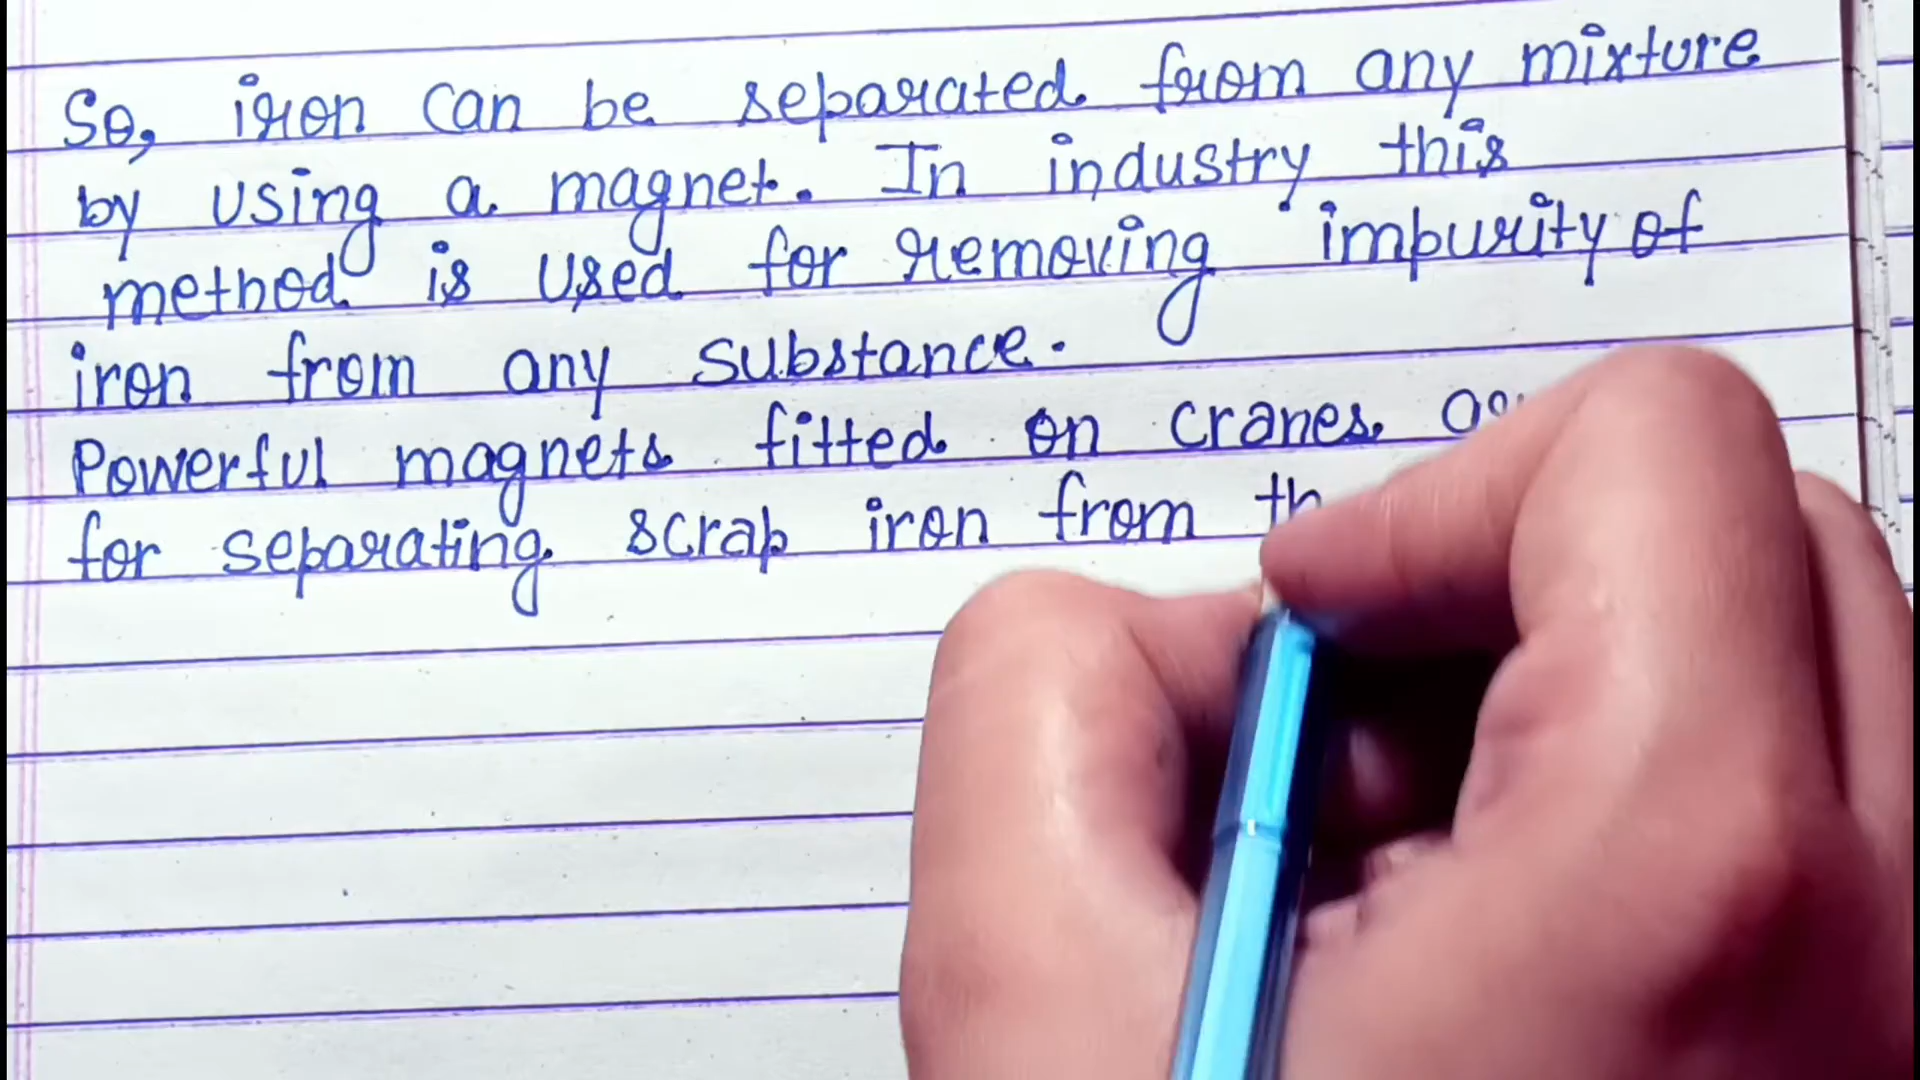 So, iron can be separated from any mixture
by using a magnet. In industry this
method is used for removing impurity of
iron from any substance.
Powerful magnets fitted on cranes
for separating scrap iron from